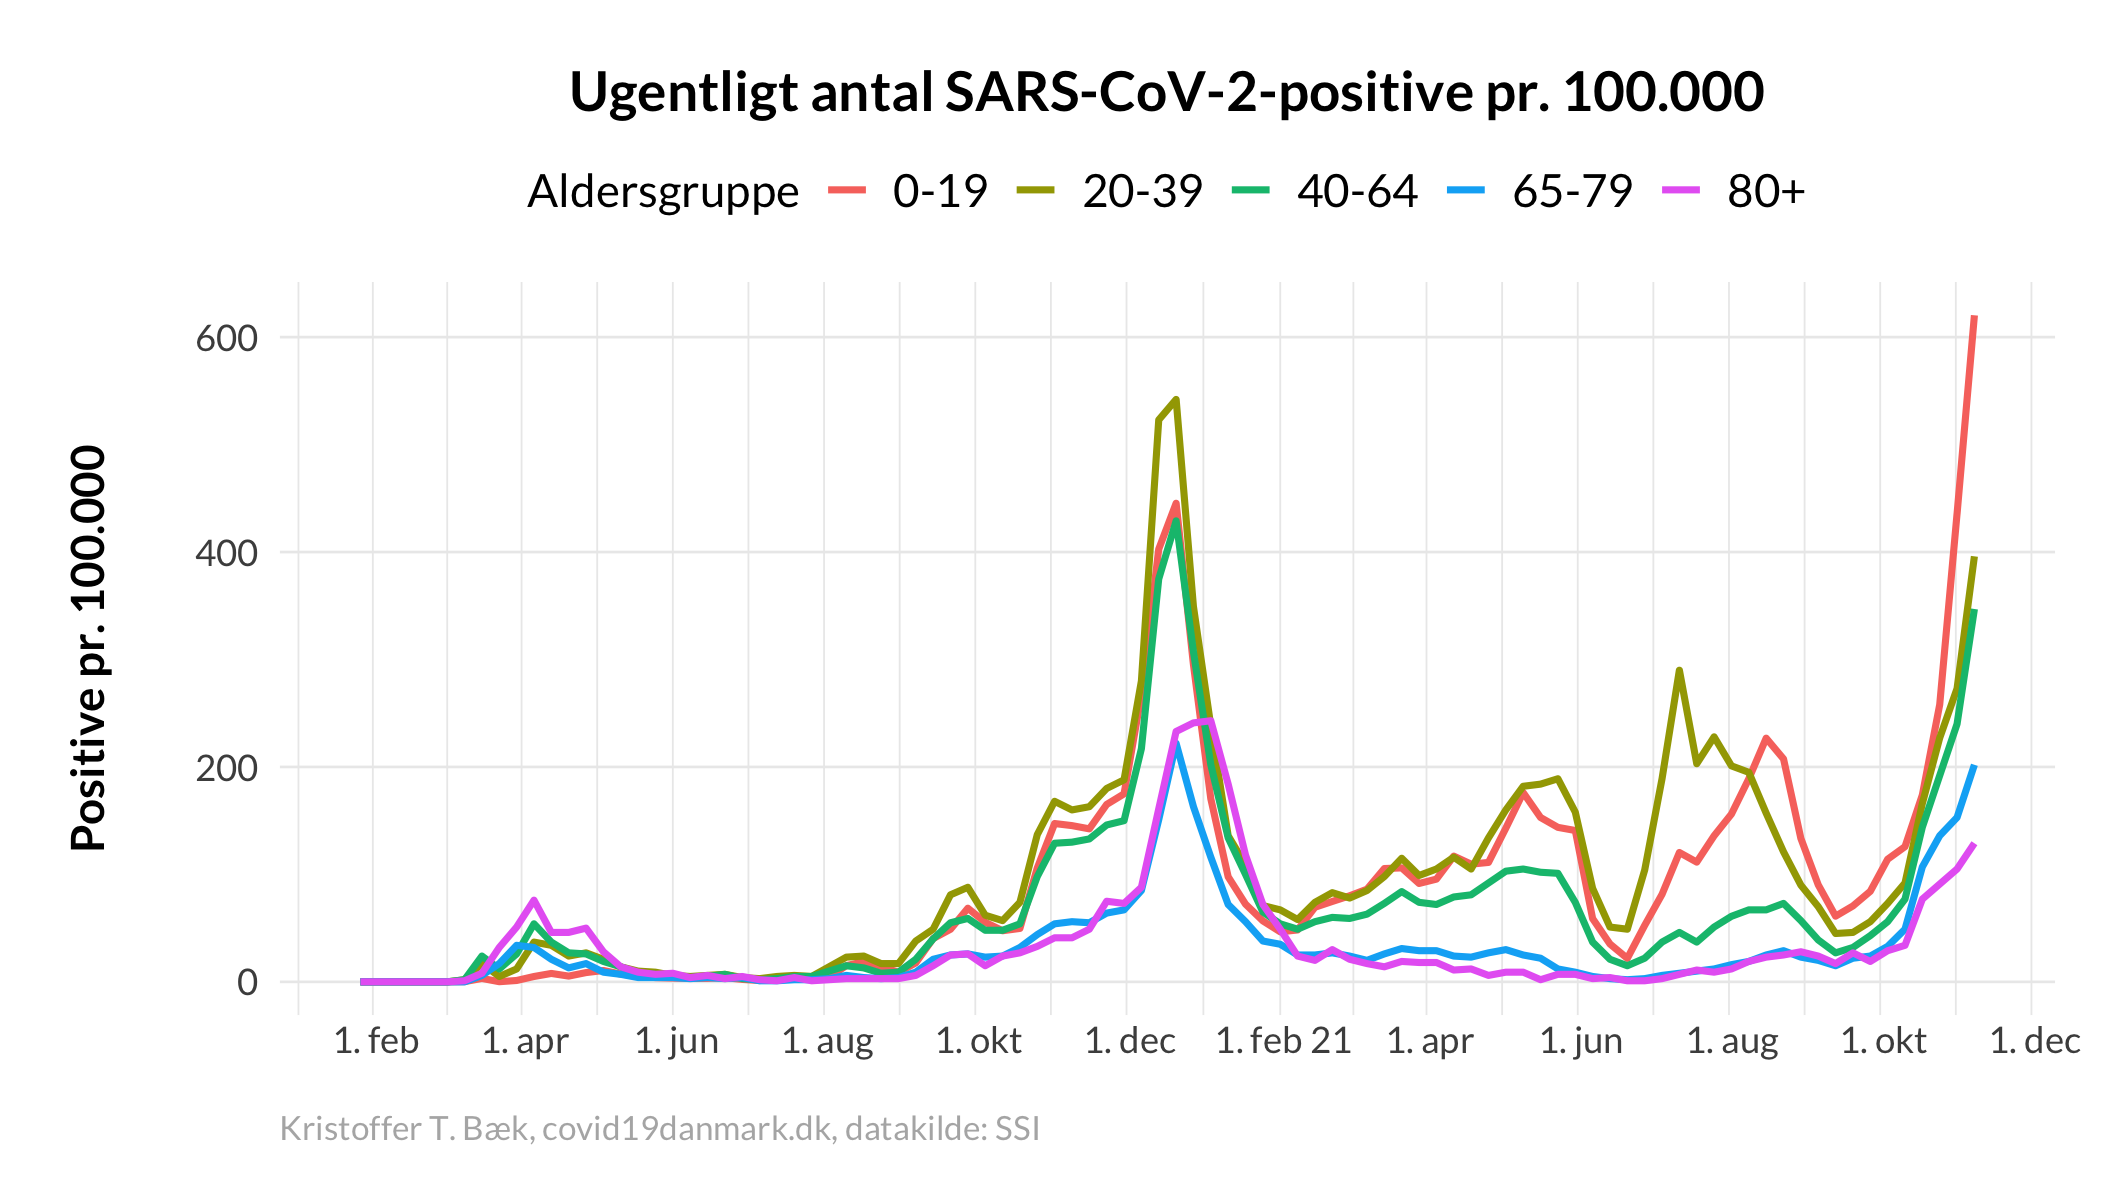 Ugentligt antal SARS-CoV-2-positive pr. 100.000
Aldersgruppe 0-19 20-39 40-64 65-79 80+
Positive pr. 100.000
600
400
200
0
1. feb 1. apr 1. jun 1. aug 1. okt 1. dec 1. feb 21 1. apr 1. jun 1. aug 1. okt 1. dec
Kristoffer T. Bæk, covid19danmark.dk, datakilde: SSI